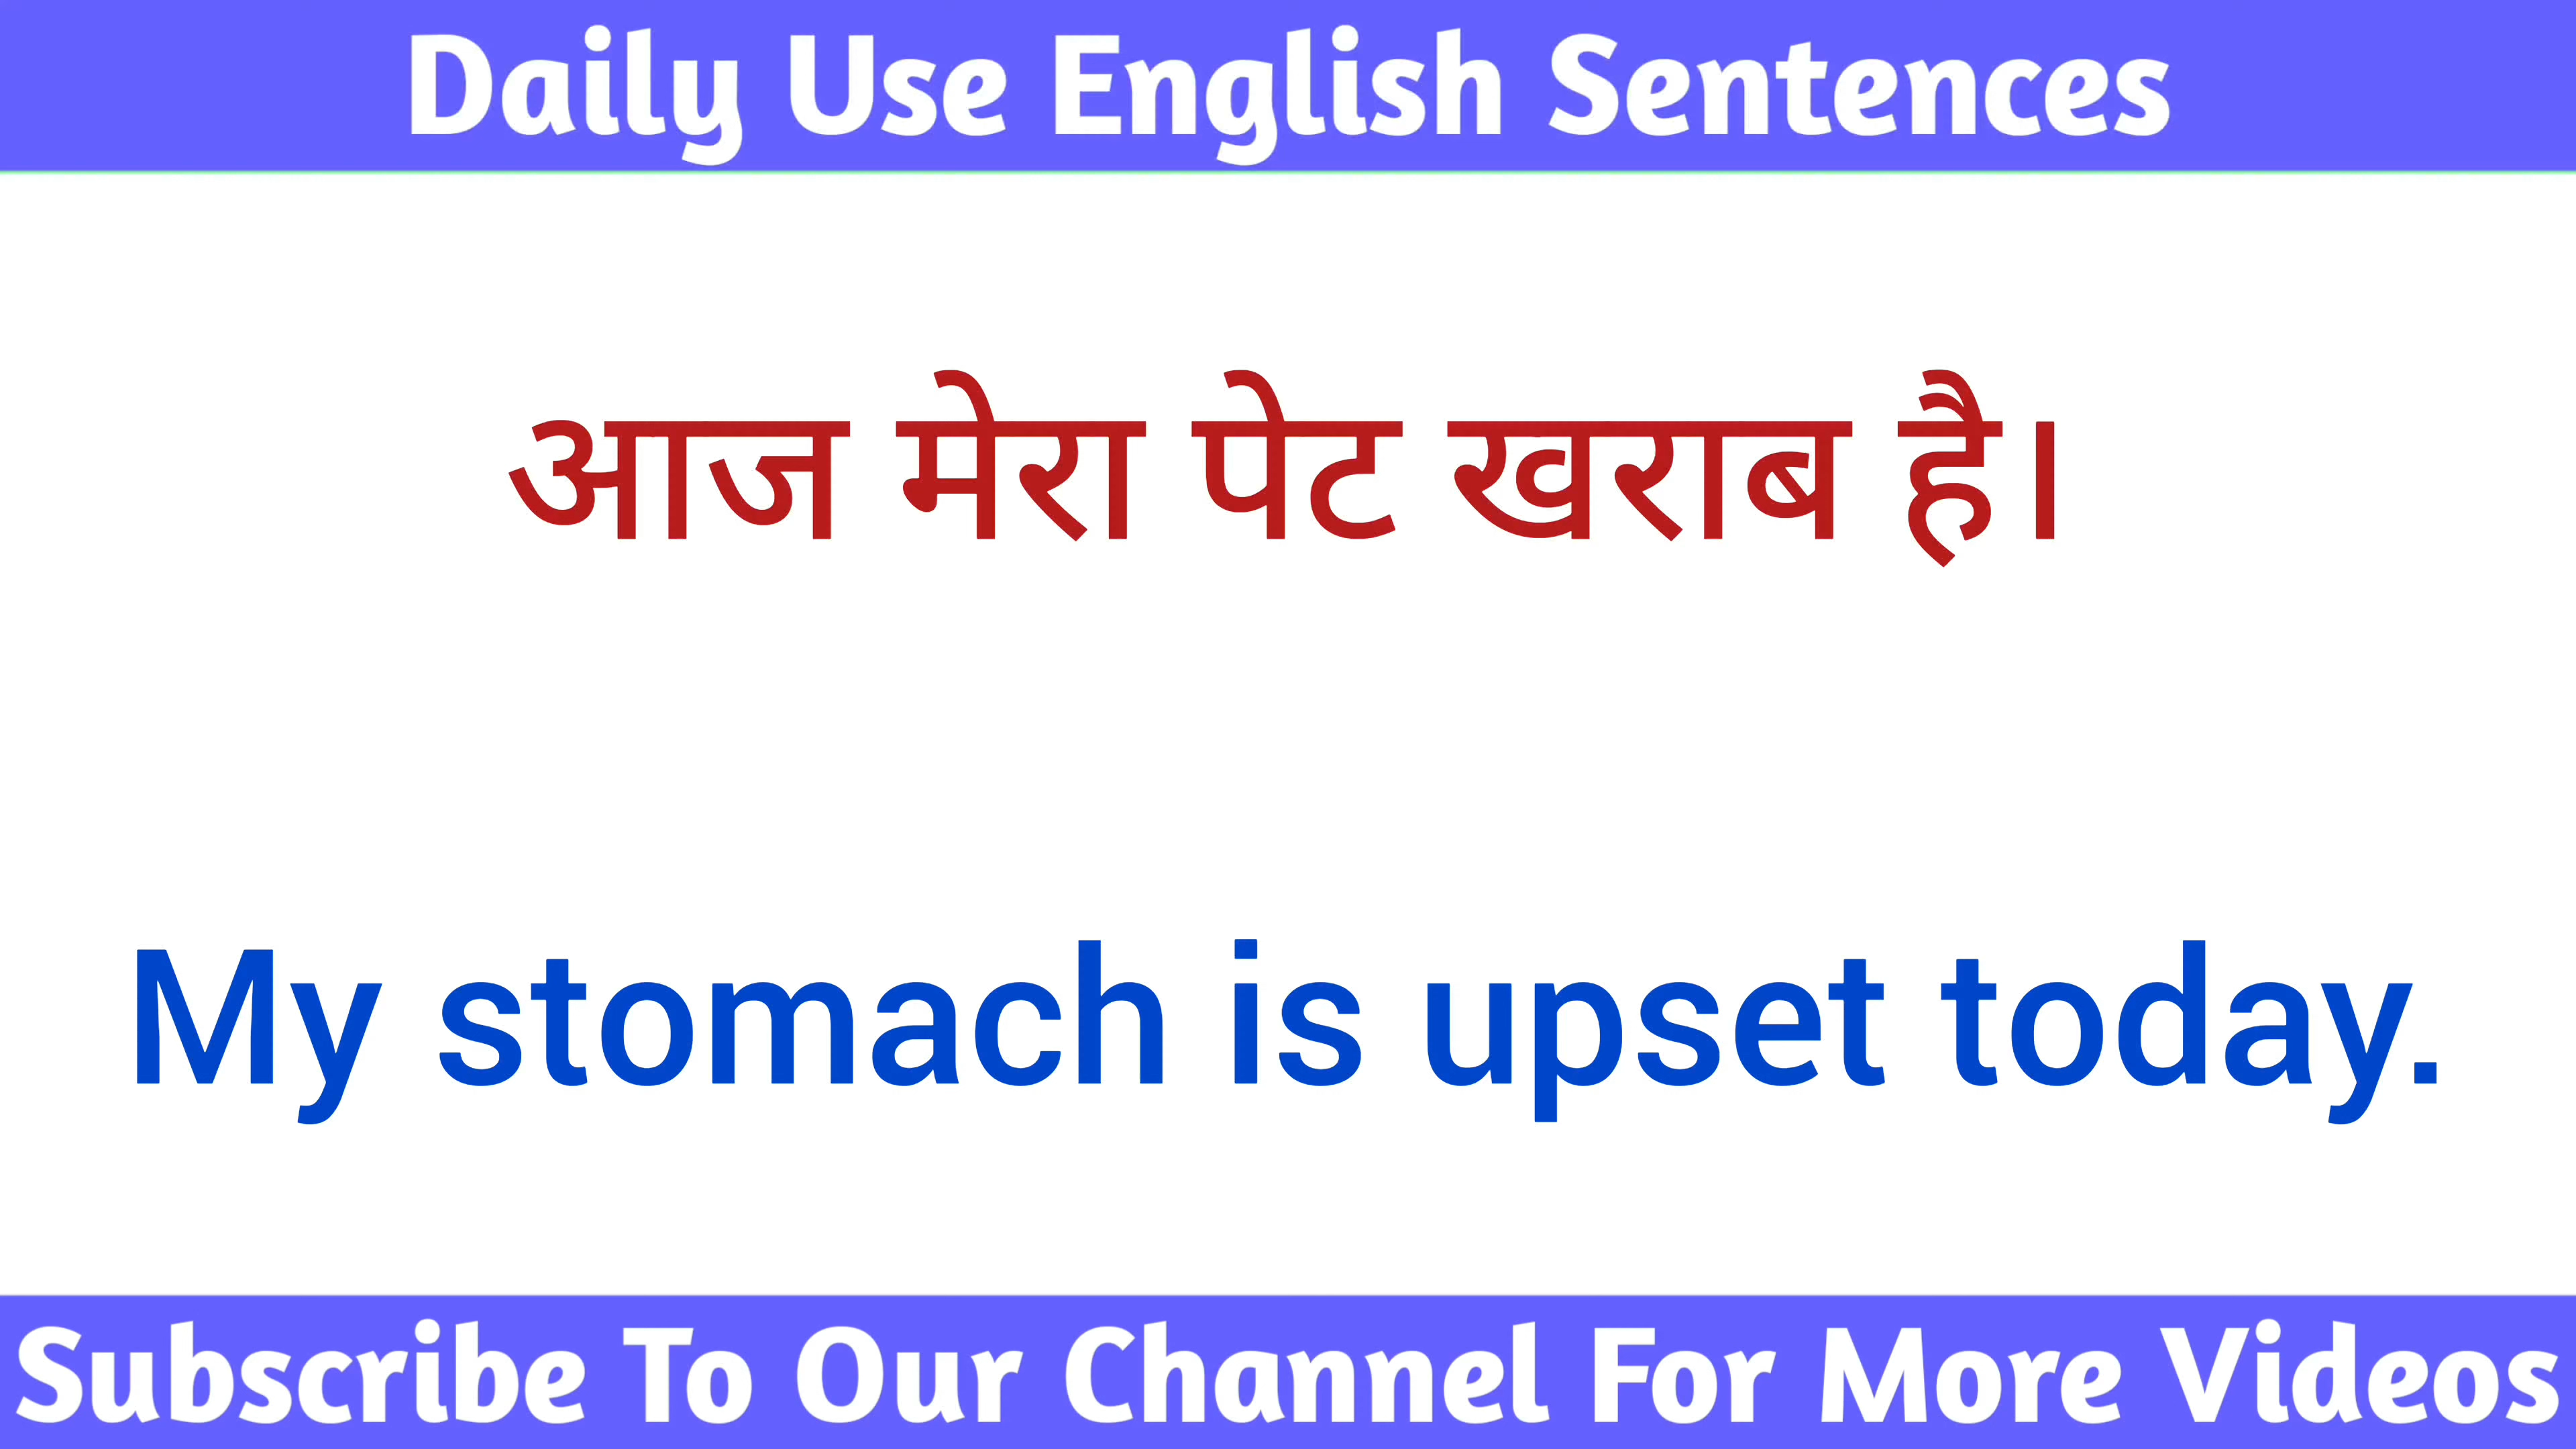 Daily Use English Sentences
आज मेरा पेट खराब है।
My stomach is upset today.
Subscribe To Our Channel For More Videos